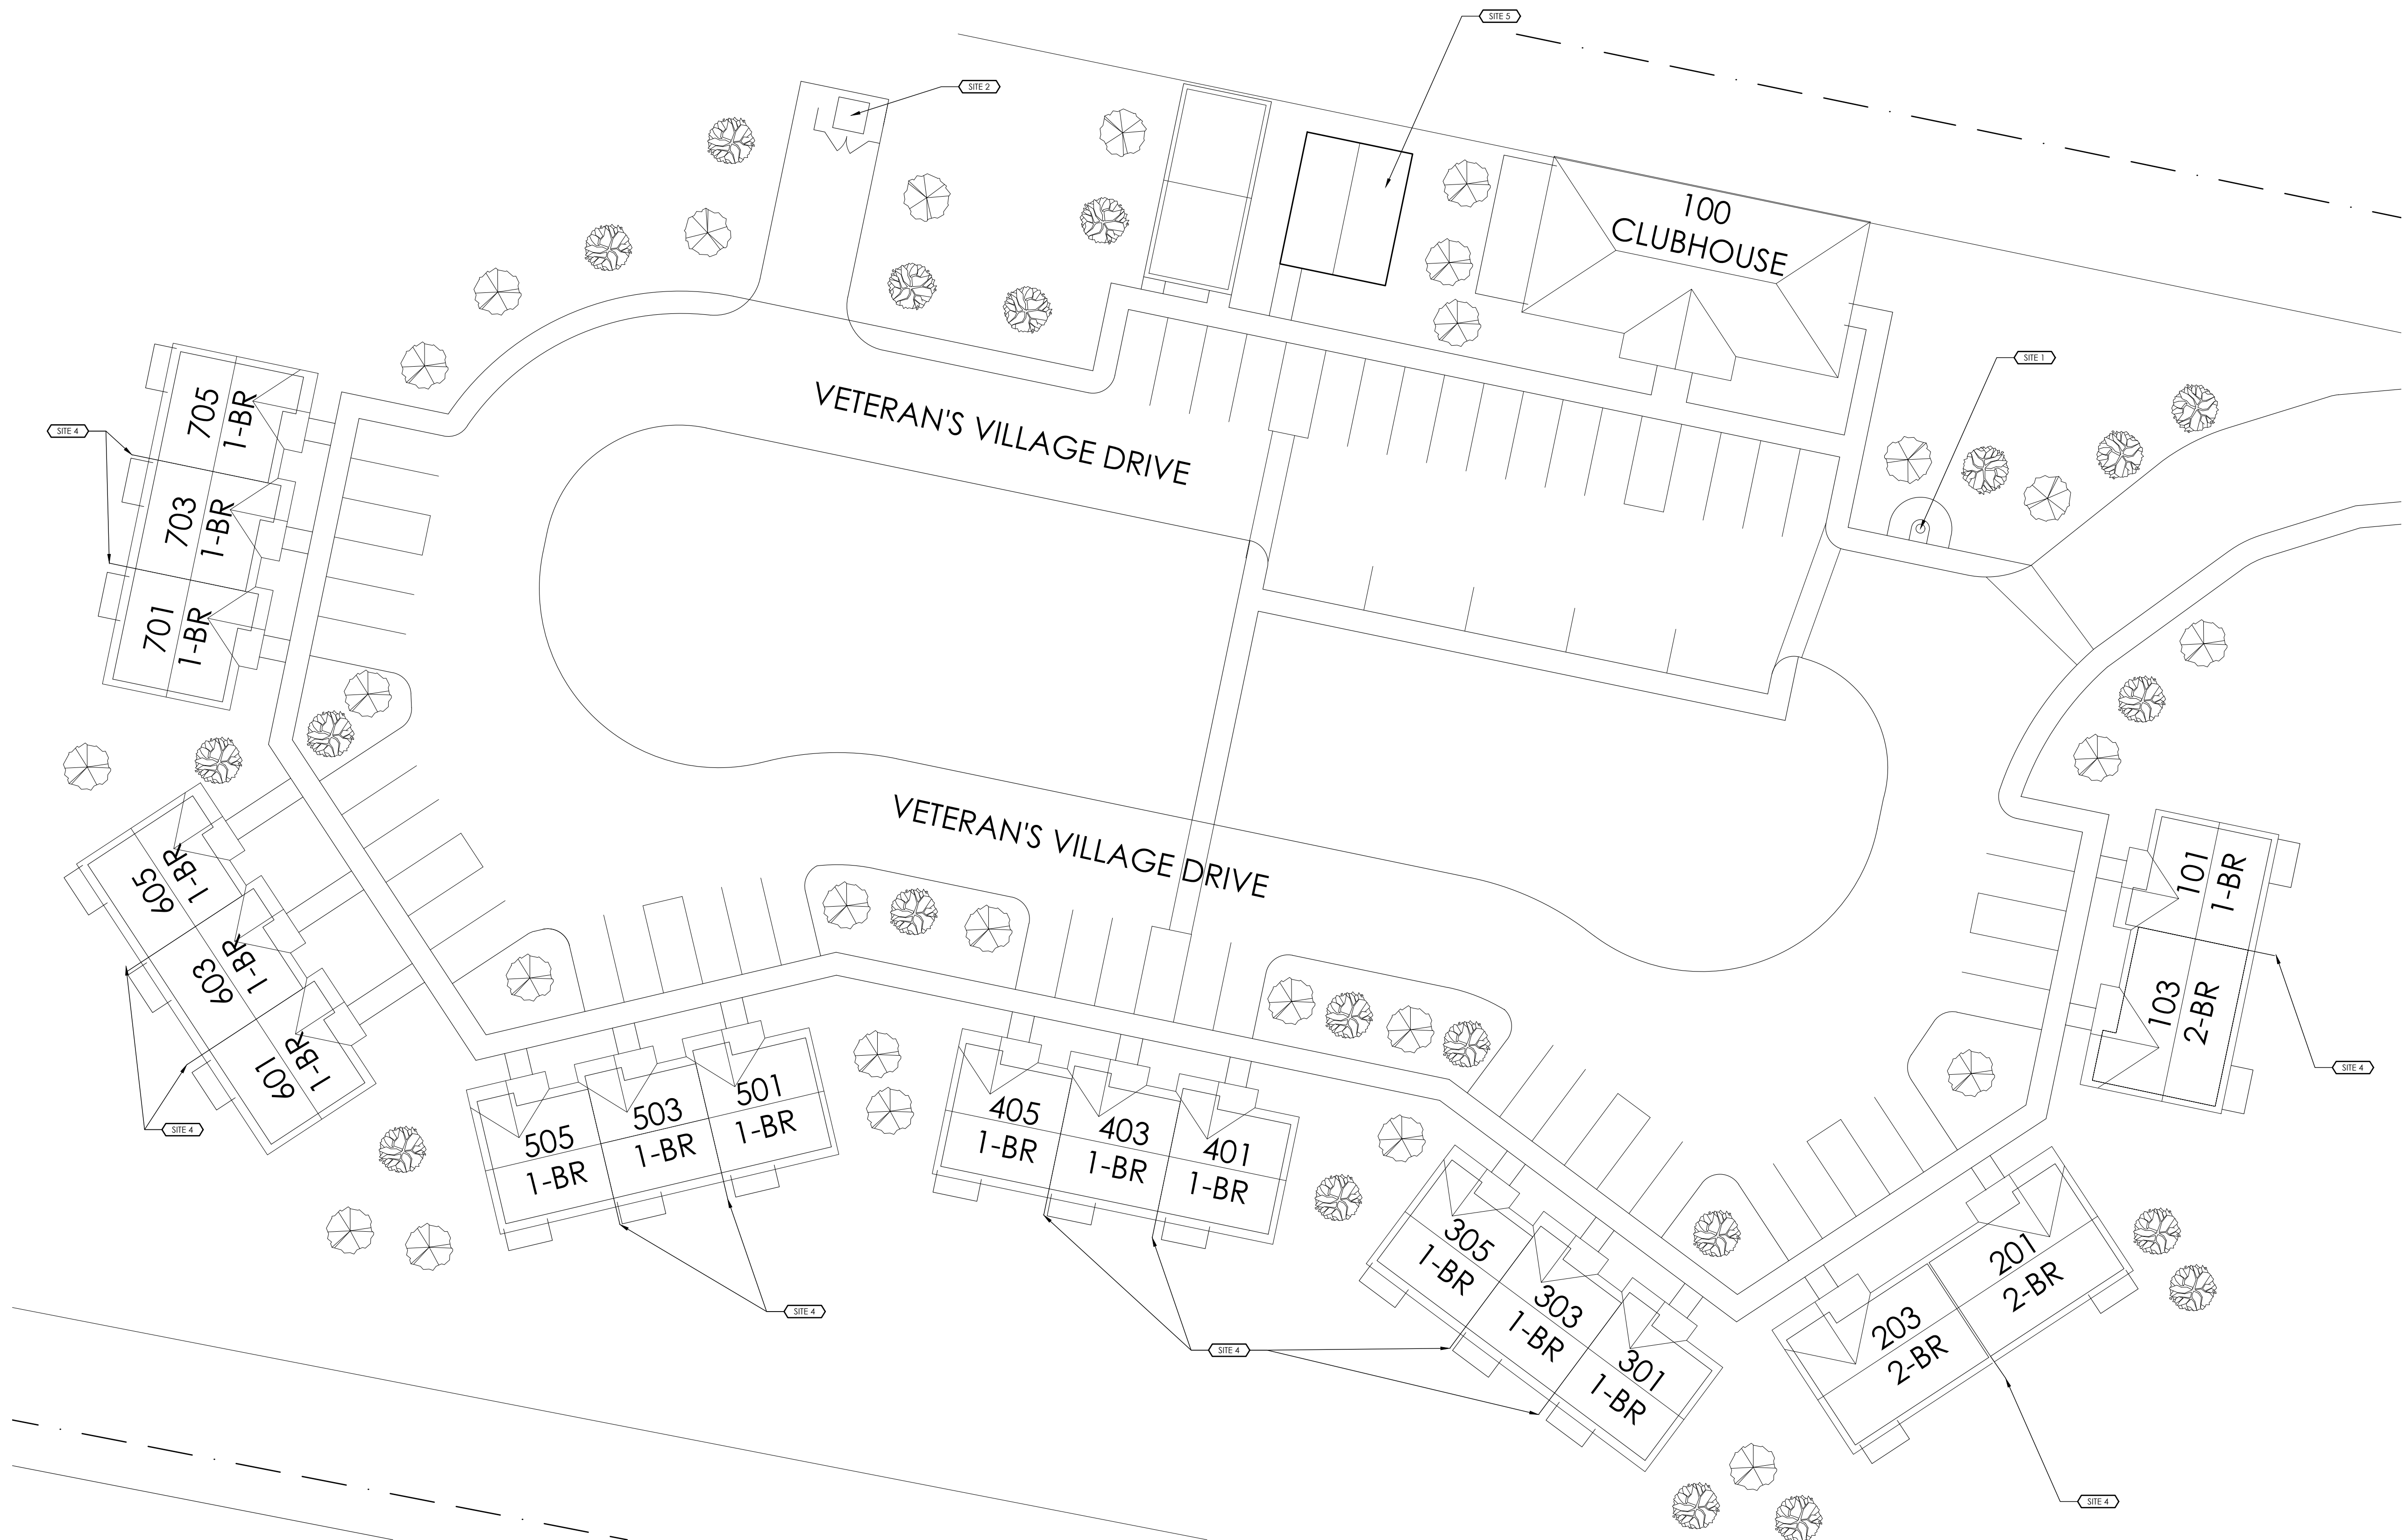 SITE 5
SITE 2
100
CLUBHOUSE
SITE 1
VETERAN'S VILLAGE DRIVE
705
1-BR
SITE 4
703
1-BR
701
1-BR
VETERAN'S VILLAGE DRIVE
605
1-BR
603
1-BR
601
1-BR
SITE 4
505
1-BR
503
1-BR
501
1-BR
SITE 4
405
1-BR
403
1-BR
401
1-BR
SITE 4
305
1-BR
303
1-BR
301
1-BR
203
2-BR
201
2-BR
SITE 4
101
1-BR
103
2-BR
SITE 4